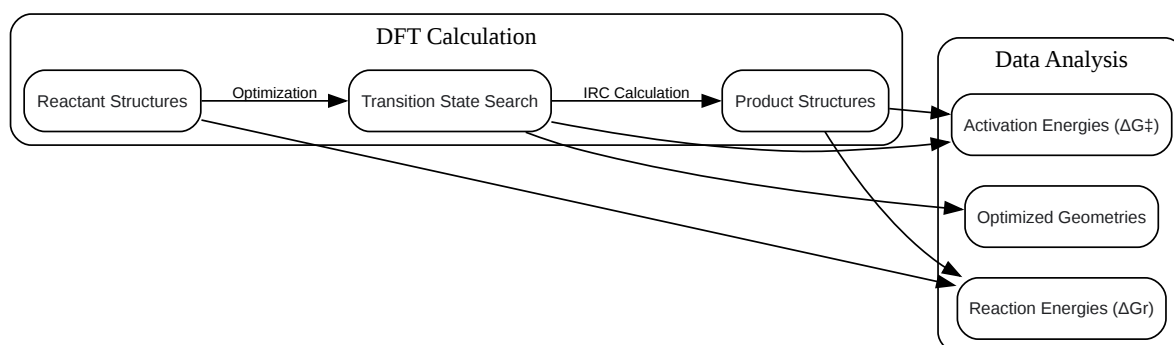 DFT Calculation
Data Analysis
Reactant Structures
Optimization
Transition State Search
IRC Calculation
Product Structures
Activation Energies (ΔG‡)
Optimized Geometries
Reaction Energies (ΔGr)